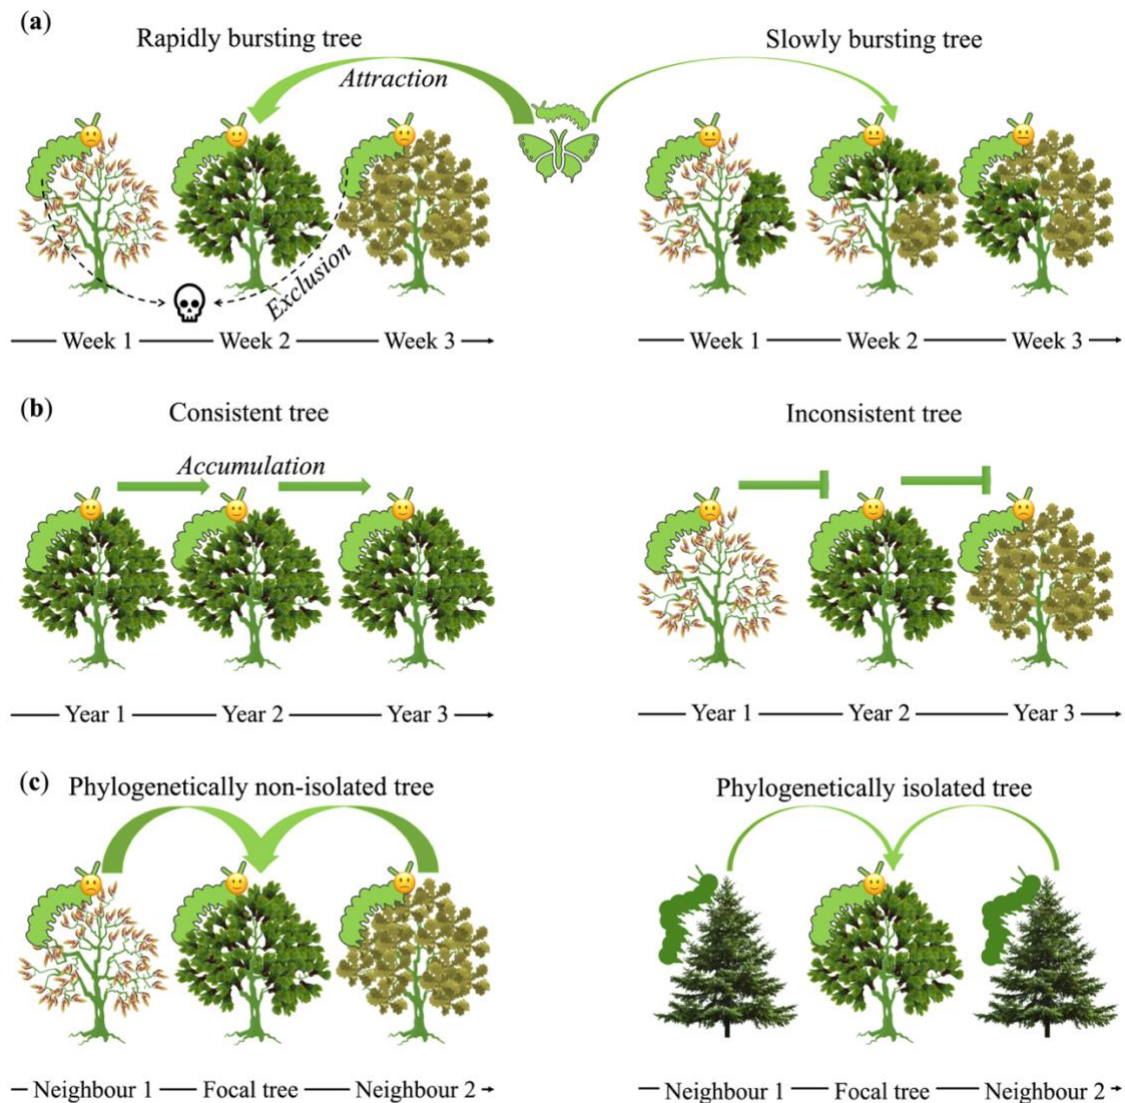 (a)
Rapidly bursting tree
Slowly bursting tree
Attraction
Exclusion
Week 1
Week 2
Week 3
Week 1
Week 2
Week 3
(b)
Consistent tree
Inconsistent tree
Accumulation
Year 1
Year 2
Year 3
Year 1
Year 2
Year 3
(c)
Phylogenetically non-isolated tree
Phylogenetically isolated tree
Neighbour 1
Focal tree
Neighbour 2
Neighbour 1
Focal tree
Neighbour 2